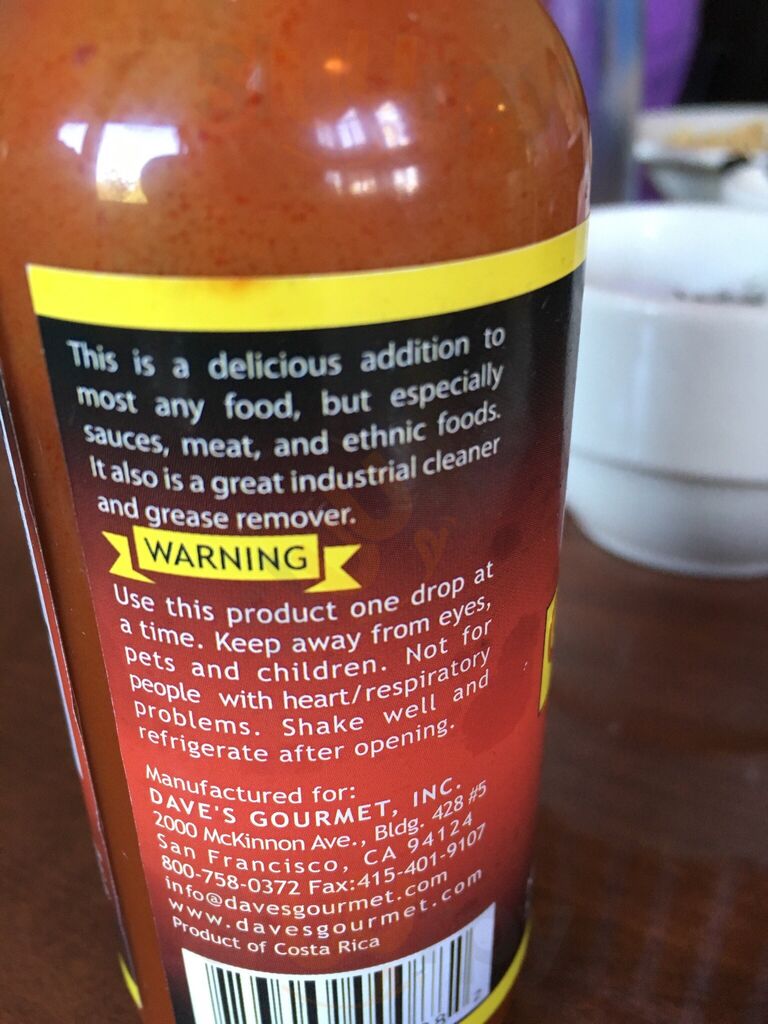 This is a delicious addition to
most any food, but especially
sauces, meat, and ethnic foods.
It also is a great industrial cleaner
and grease remover.
WARNING
Use this product one drop at
a time. Keep away from eyes,
pets and children. Not for
people with heart/respiratory
problems. Shake well and
refrigerate after opening.
Manufactured for:
DAVE'S GOURMET, INC.
2000 McKinnon Ave., Bldg. 428 #5
San Francisco, CA 94124
800-758-0372 Fax:415-401-9107
info@davesgourmet.com
www.davesgourmet.com
Product of Costa Rica